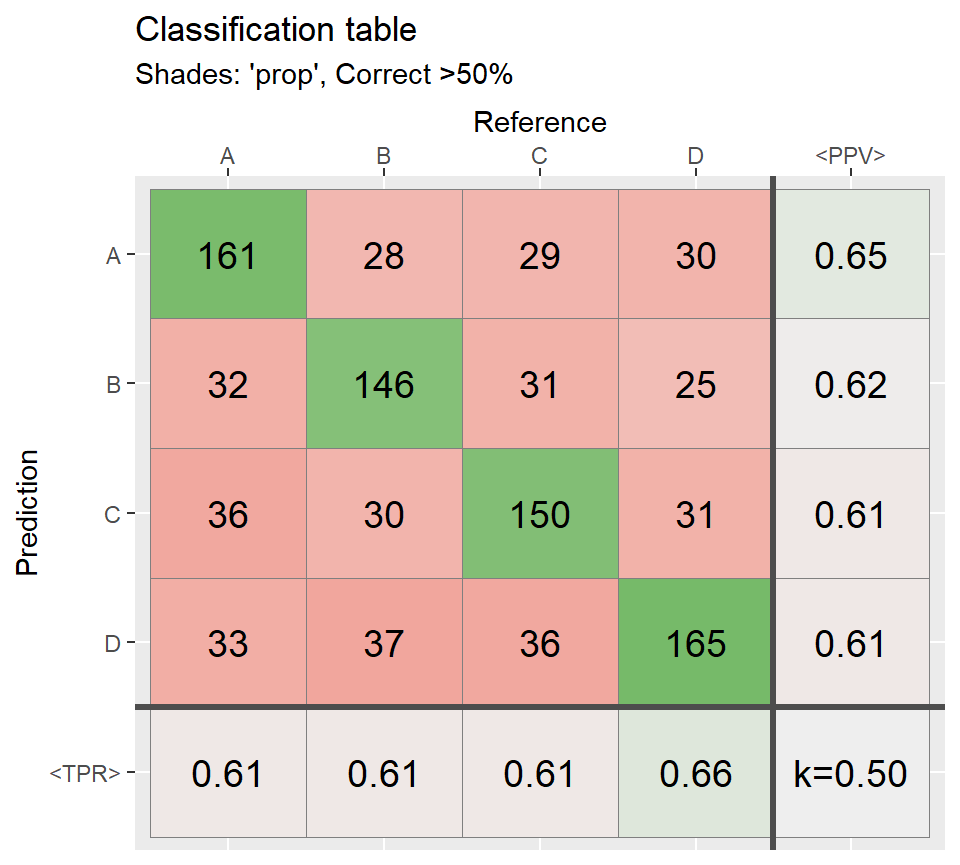 Classification table
Shades: 'prop', Correct >50%
Reference
A B C D <PPV>
A 161 28 29 30 0.65
B 32 146 31 25 0.62
C 36 30 150 31 0.61
D 33 37 36 165 0.61
<TPR> 0.61 0.61 0.61 0.66 k=0.50
Prediction